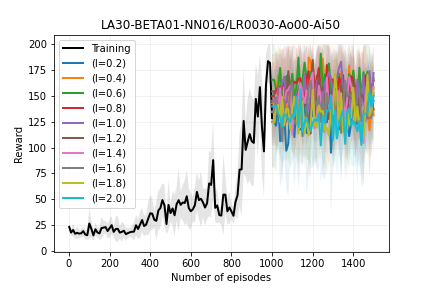 LA30-BETA01-NN016/LR0030-Ao00-Ai50
Reward
200
175
150
125
100
75
50
25
0
Training
(l=0.2)
(l=0.4)
(l=0.6)
(l=0.8)
(l=1.0)
(l=1.2)
(l=1.4)
(l=1.6)
(l=1.8)
(l=2.0)
0 200 400 600 800 1000 1200 1400
Number of episodes